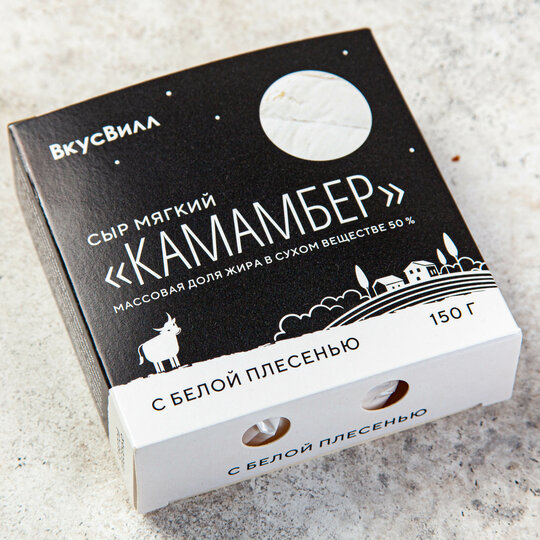 ВкусВилл
СЫР МЯГКИЙ
«КАМАМБЕР»
МАССОВАЯ ДОЛЯ ЖИРА В СУХОМ ВЕЩЕСТВЕ 50 %
С БЕЛОЙ ПЛЕСЕНЬЮ
150 Г
С БЕЛОЙ ПЛЕСЕНЬЮ